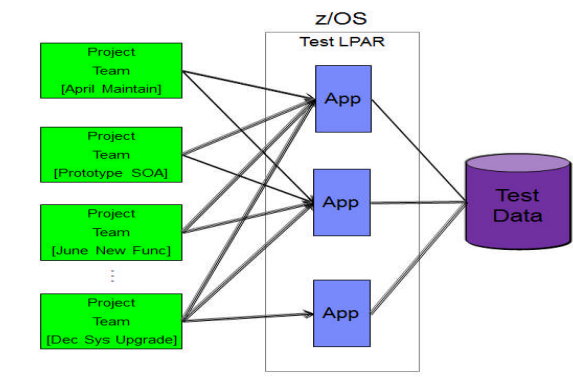 z/OS
Test LPAR
Project
Team
[April Maintain]
Project
Team
[Prototype SOA]
Project
Team
[June New Func]
Project
Team
[Dec Sys Upgrade]
App
App
App
Test
Data